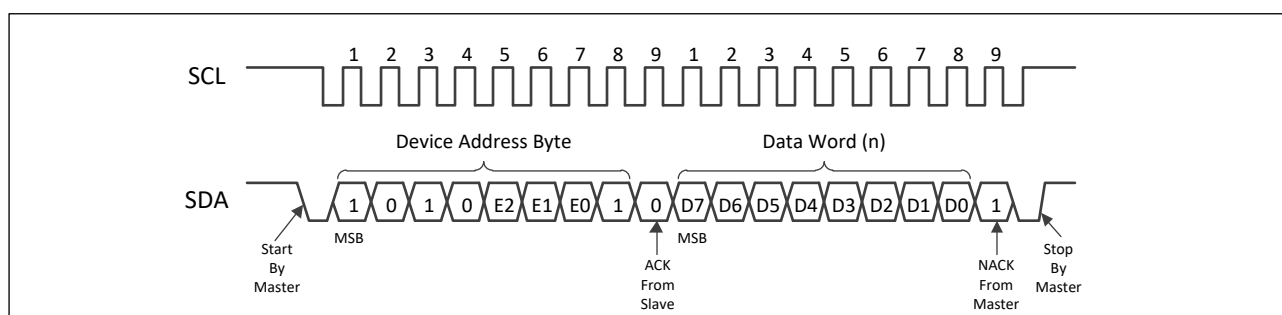 1 2 3 4 5 6 7 8 9 1 2 3 4 5 6 7 8 9
SCL
Device Address Byte Data Word (n)
SDA 1 0 1 0 E2 E1 E0 1 0 D7 D6 D5 D4 D3 D2 D1 D0 1
MSB MSB
Start
By
Master
ACK
From
Slave
NACK
From
Master
Stop
By
Master